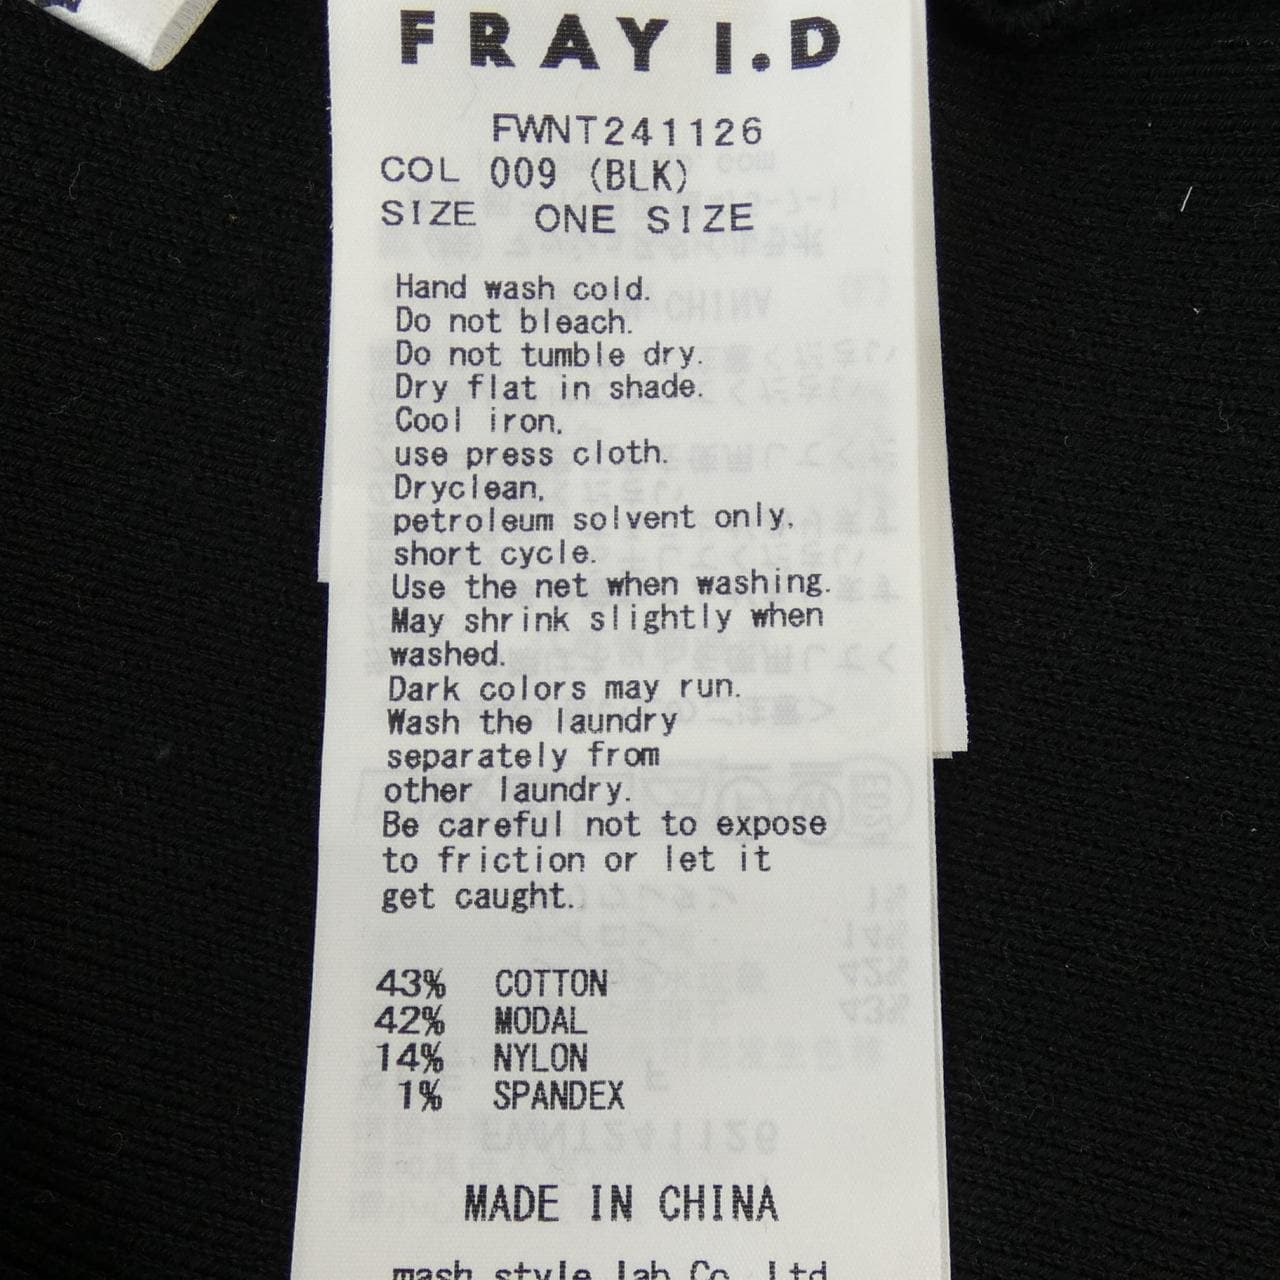 FRAY I.D
FWNT241126
COL 009 (BLK)
SIZE ONE SIZE
Hand wash cold.
Do not bleach.
Do not tumble dry.
Dry flat in shade.
Cool iron,
use press cloth.
Dryclean,
petroleum solvent only,
short cycle.
Use the net when washing.
May shrink slightly when
washed.
Dark colors may run.
Wash the laundry
separately from
other laundry.
Be careful not to expose
to friction or let it
get caught.
43% COTTON
42% MODAL
14% NYLON
1% SPANDEX
MADE IN CHINA
mash style lab Co.,Ltd